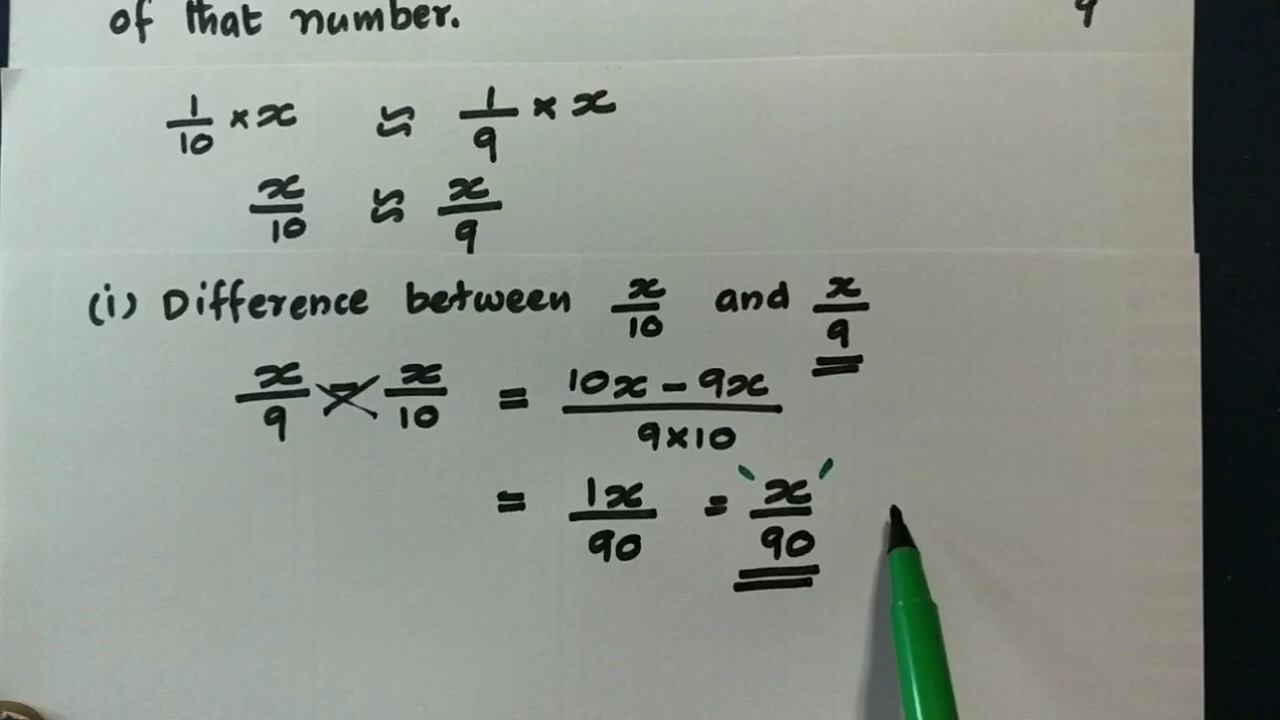 of that number. 9
1/10 × x ≈ 1/9 × x
x/10 ≈ x/9
(i) Difference between x/10 and x/9
x/9 - x/10 = 10x - 9x / 9×10
= 1x/90 = 'x/90'